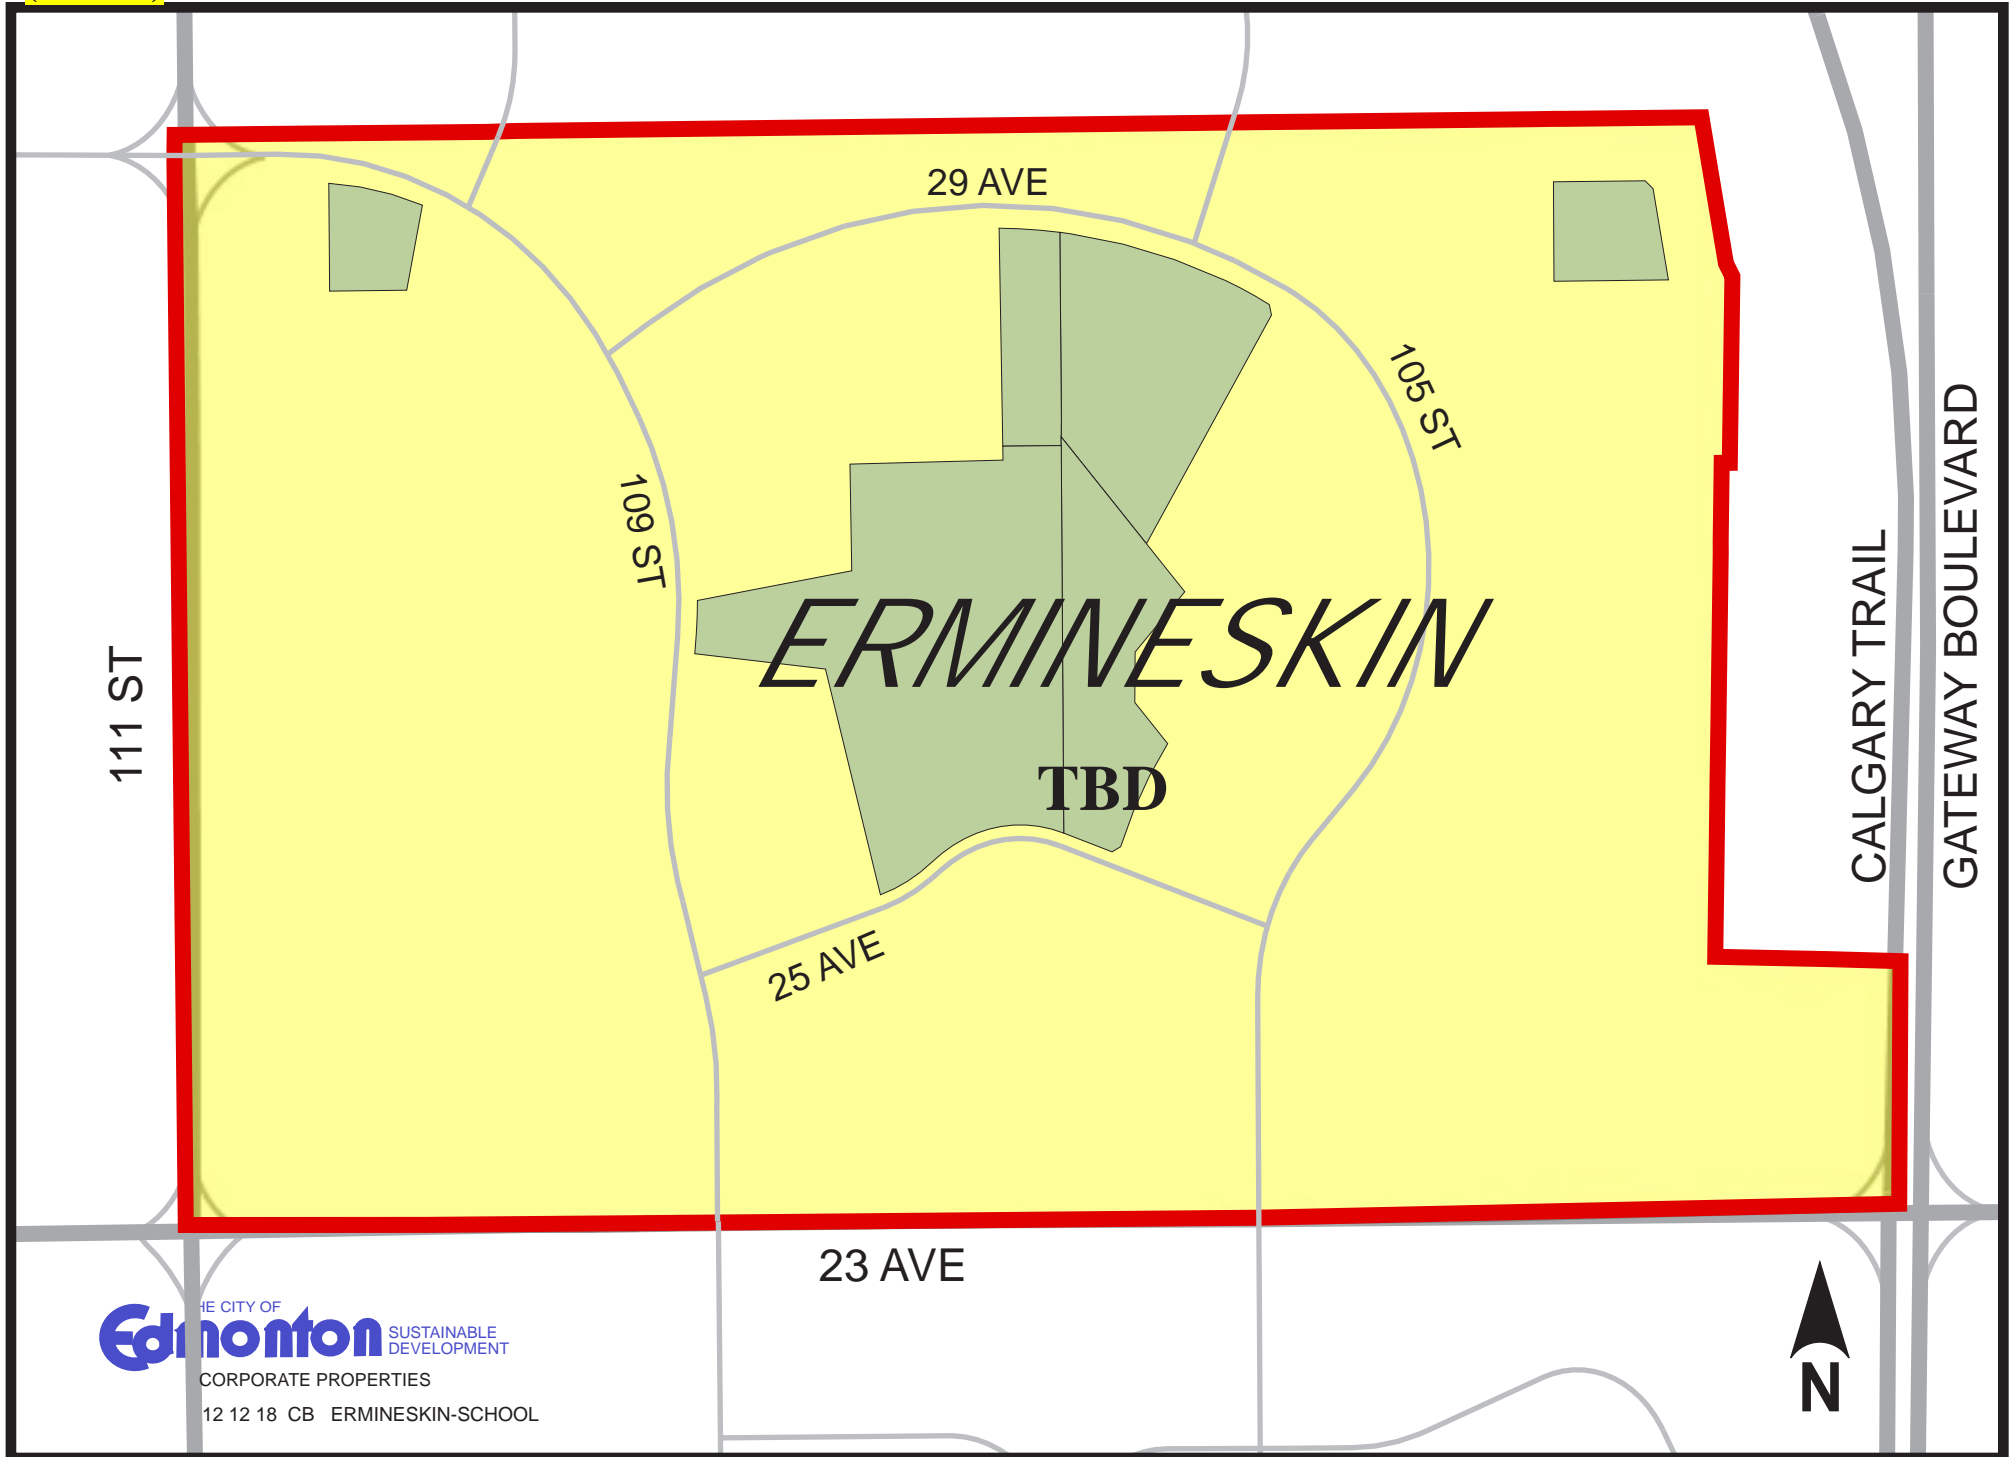 29 AVE
105 ST
109 ST
ERMINESKIN
111 ST
CALGARY TRAIL
GATEWAY BOULEVARD
TBD
25 AVE
23 AVE
HE CITY OF
Edmonton
SUSTAINABLE
DEVELOPMENT
CORPORATE PROPERTIES
12 12 18 CB ERMINESKIN-SCHOOL
N